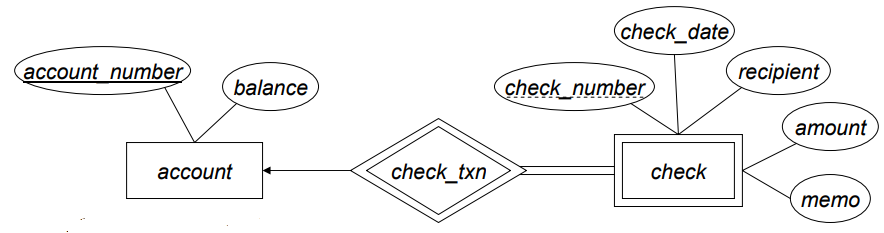 check_date
account_number
balance
check_number
recipient
amount
account
check_txn
check
memo